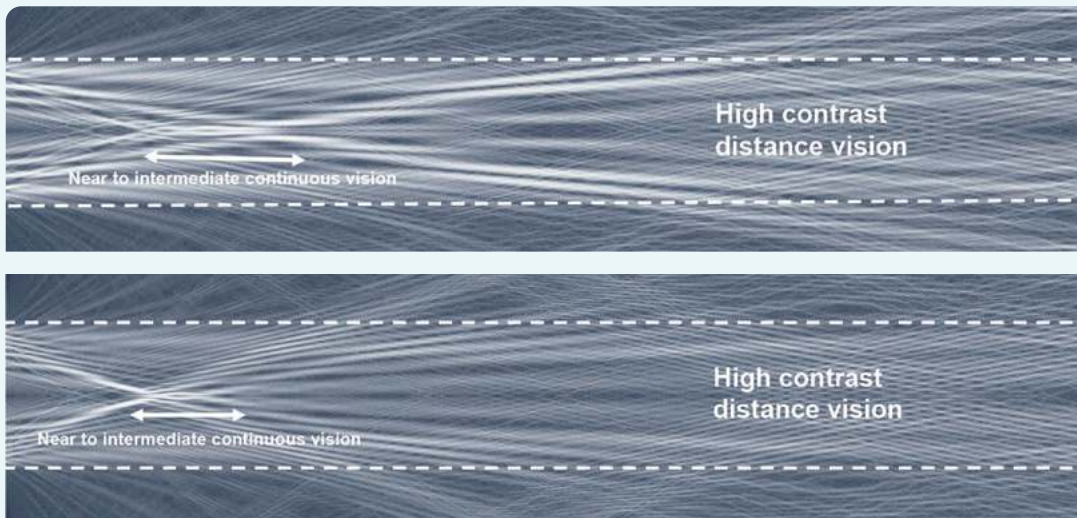 High contrast
distance vision
Near to intermediate continuous vision
High contrast
distance vision
Near to intermediate continuous vision